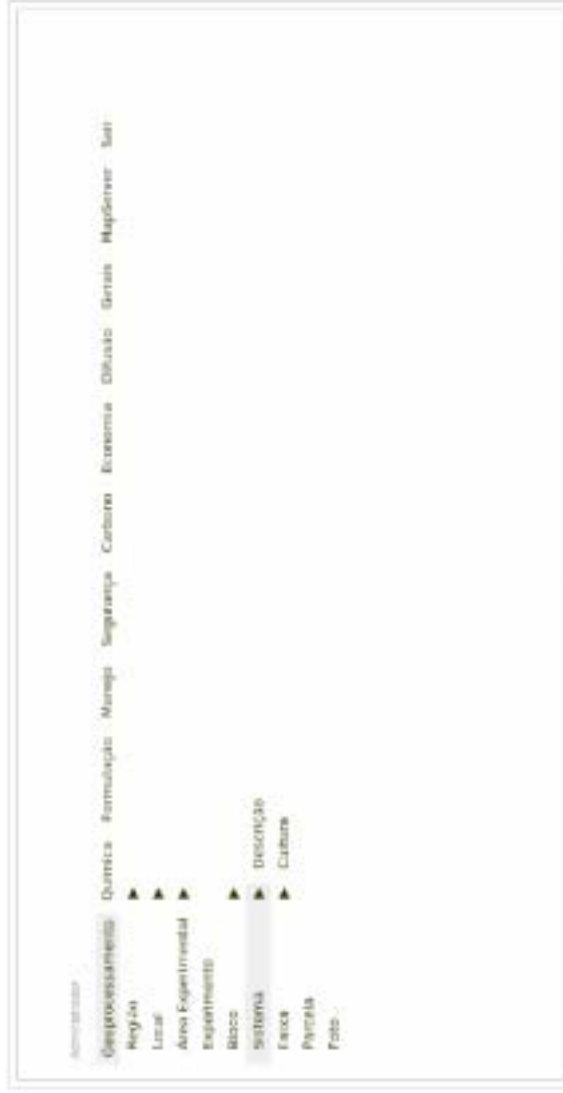 Administrador
Geoprocessamento Química Formulação Manejo Segurança Carbono Economia Difusão Gerais MapServer Sair
Região
Local
Área Experimental
Experimento
Bloco
Sistema Descrição
Faixa Cultura
Parcela
Foto